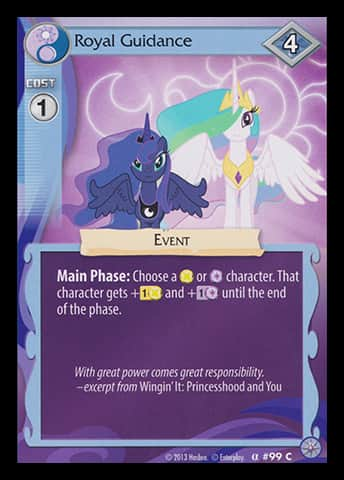 Royal Guidance
4
COST
1
EVENT
Main Phase: Choose a or character. That
character gets +1 and +1 until the end
of the phase.
With great power comes great responsibility.
–excerpt from Wingin' It: Princesshood and You
© 2013 Hasbro. © Enterplay. α #99 C